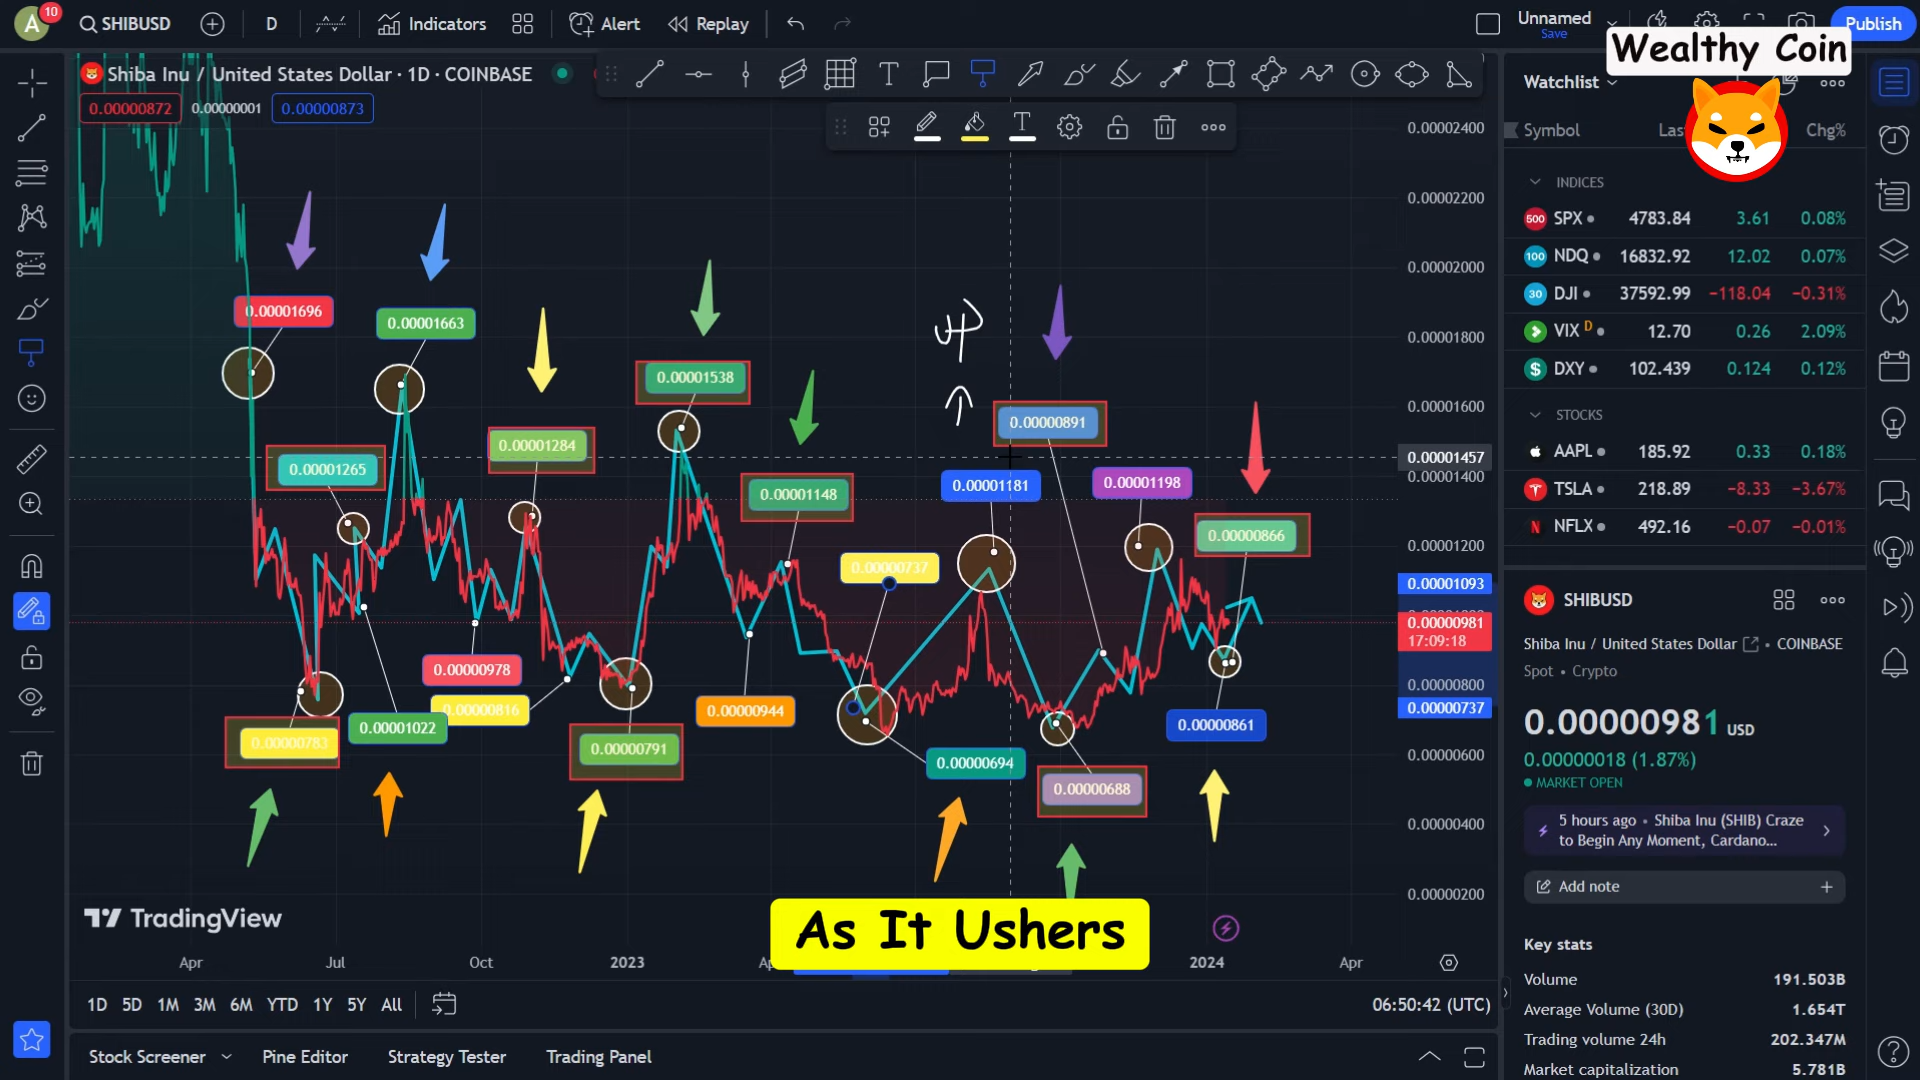 A 10 SHIBUSD D Indicators Alert Replay Unnamed Save Publish
Wealthy Coin
Shiba Inu / United States Dollar · 1D · COINBASE
0.00000872 0.00000001 0.00000873
T
T
0.00002400
0.00002200
0.00002000
0.00001800
0.00001600
0.00001457
0.00001400
0.00001200
0.00001093
0.00000981
17:09:18
0.00000800
0.00000737
0.00000600
0.00000400
0.00000200
0.00001696
0.00001663
0.00001538
UP
0.00000891
0.00001284
0.00001265
0.00001148
0.00001181
0.00001198
0.00000866
0.00000737
0.00000978
0.00000816
0.00000944
0.00000861
0.00001022
0.00000783
0.00000791
0.00000694
0.00000688
TradingView
As It Ushers
Apr Jul Oct 2023 2024 Apr
1D 5D 1M 3M 6M YTD 1Y 5Y All
06:50:42 (UTC)
Stock Screener Pine Editor Strategy Tester Trading Panel
Watchlist
Symbol Chg%
INDICES
500 SPX 4783.84 3.61 0.08%
100 NDQ 16832.92 12.02 0.07%
30 DJI 37592.99 −118.04 −0.31%
VIX D 12.70 0.26 2.09%
$ DXY 102.439 0.124 0.12%
STOCKS
AAPL 185.92 0.33 0.18%
TSLA 218.89 −8.33 −3.67%
N NFLX 492.16 −0.07 −0.01%
SHIBUSD
Shiba Inu / United States Dollar • COINBASE
Spot • Crypto
0.00000981 USD
0.00000018 (1.87%)
MARKET OPEN
5 hours ago • Shiba Inu (SHIB) Craze
to Begin Any Moment, Cardano...
Add note
Key stats
Volume 191.503B
Average Volume (30D) 1.654T
Trading volume 24h 202.347M
Market capitalization 5.781B